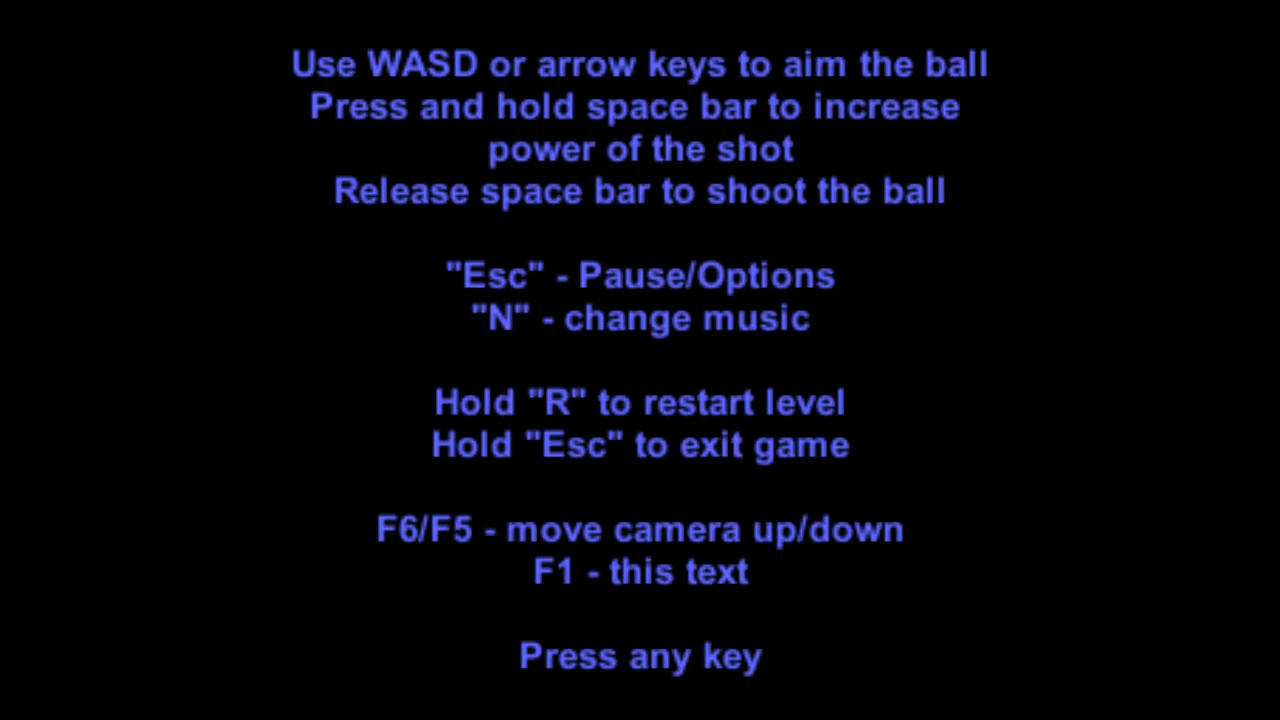 Use WASD or arrow keys to aim the ball
Press and hold space bar to increase
power of the shot
Release space bar to shoot the ball
"Esc" - Pause/Options
"N" - change music
Hold "R" to restart level
Hold "Esc" to exit game
F6/F5 - move camera up/down
F1 - this text
Press any key